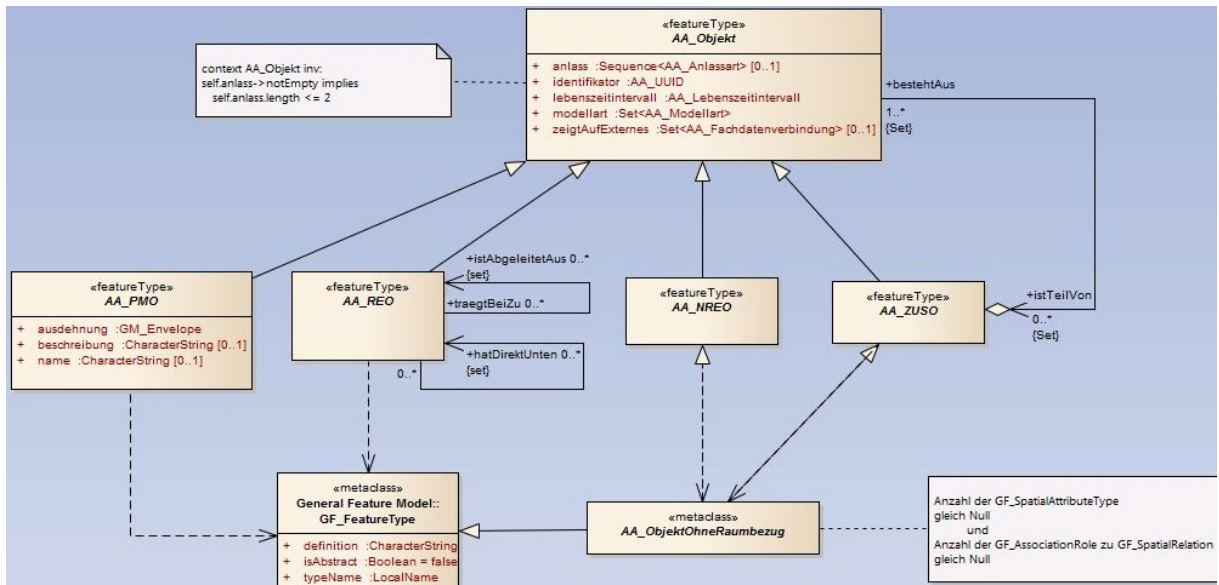 «featureType»
AA_Objekt
+ anlass :Sequence<AA_Anlassart> [0..1]
+ identifikator :AA_UUID
+ lebenszeitintervall :AA_Lebenszeitintervall
+ modellart :Set<AA_Modellart>
+ zeigtAufExternes :Set<AA_Fachdatenverbindung> [0..1]
context AA_Objekt inv:
self.anlass->notEmpty implies
self.anlass.length <= 2
+bestehtAus
1..*
{Set}
«featureType»
AA_PMO
+ ausdehnung :GM_Envelope
+ beschreibung :CharacterString [0..1]
+ name :CharacterString [0..1]
«featureType»
AA_REO
+istAbgeleitetAus 0..*
{set}
+traegtBeiZu 0..*
+hatDirektUnten 0..*
{set}
0..*
«featureType»
AA_NREO
«featureType»
AA_ZUSO
+istTeilVon
0..*
{Set}
«metaclass»
General Feature Model::
GF_FeatureType
+ definition :CharacterString
+ isAbstract :Boolean = false
+ typeName :LocalName
«metaclass»
AA_ObjektOhneRaumbezug
Anzahl der GF_SpatialAttributeType
gleich Null
und
Anzahl der GF_AssociationRole zu GF_SpatialRelation
gleich Null